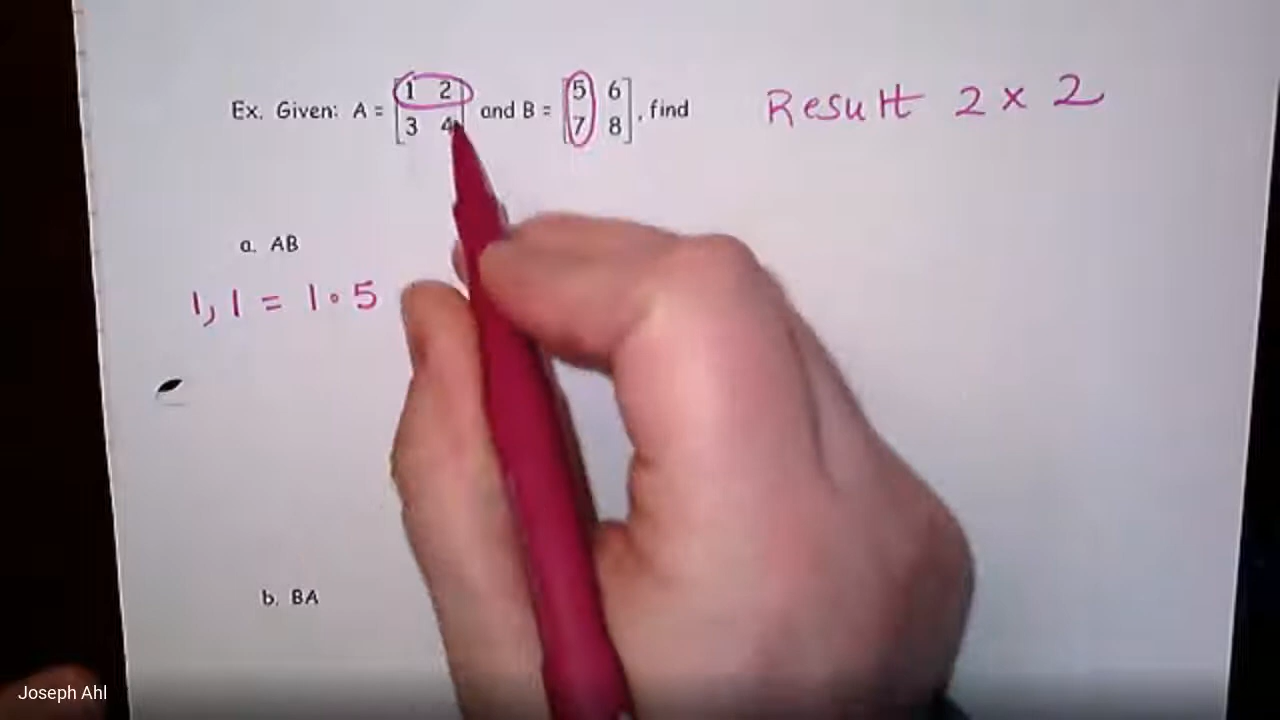 Ex. Given: A = [1 2 and B = [5 6], find Result 2 x 2
3 4] 7 8
a. AB
1,1 = 1•5
b. BA
Joseph Ahl